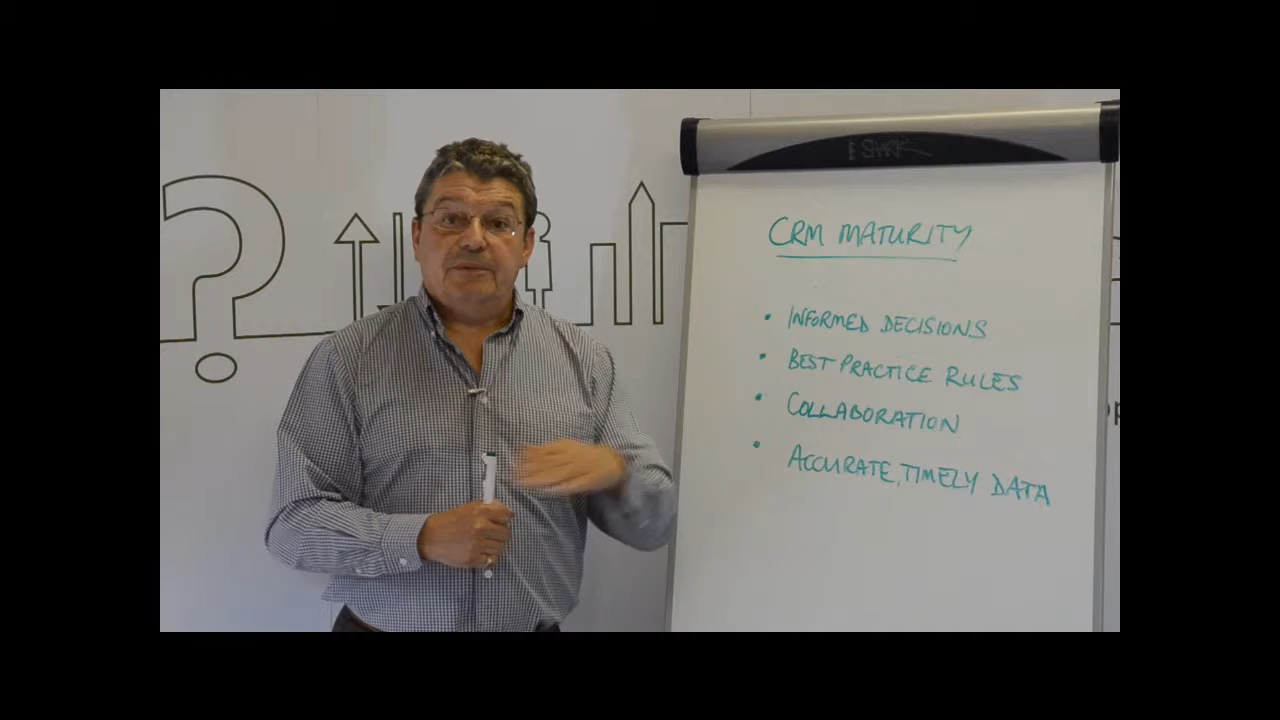 CRM MATURITY
• INFORMED DECISIONS
• BEST PRACTICE RULES
• COLLABORATION
• ACCURATE, TIMELY DATA